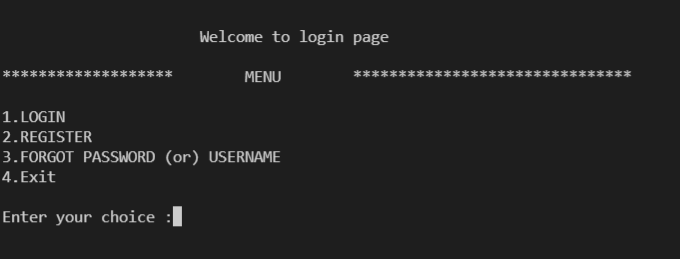 Welcome to login page
******************* MENU *******************************
1.LOGIN
2.REGISTER
3.FORGOT PASSWORD (or) USERNAME
4.Exit
Enter your choice :